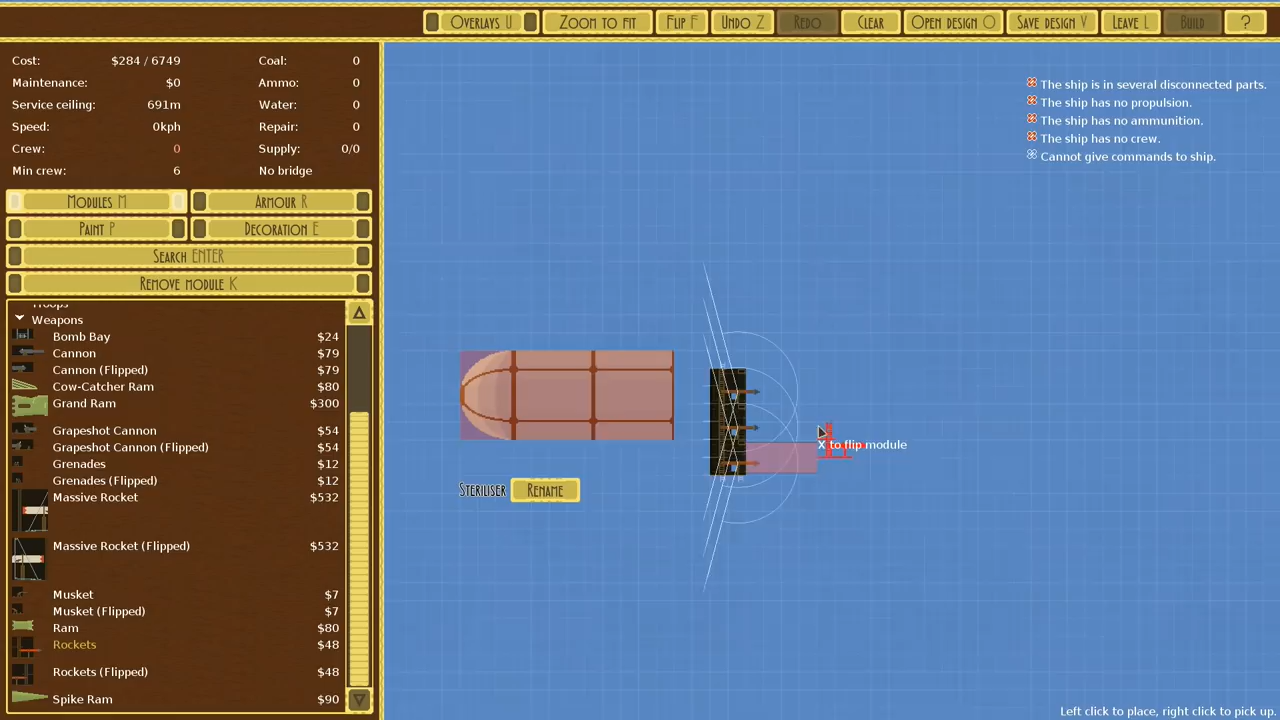 Overlays U Zoom to fit Flip F Undo Z Redo Clear Open design O Save design V Leave L Build ?
Cost: $284 / 6749 Coal: 0
Maintenance: $0 Ammo: 0
Service ceiling: 691m Water: 0
Speed: 0kph Repair: 0
Crew: 0 Supply: 0/0
Min crew: 6 No bridge
Modules M Armour R
Paint P Decoration E
Search ENTER
Remove module K
Troops
Weapons
Bomb Bay $24
Cannon $79
Cannon (Flipped) $79
Cow-Catcher Ram $80
Grand Ram $300
Grapeshot Cannon $54
Grapeshot Cannon (Flipped) $54
Grenades $12
Grenades (Flipped) $12
Massive Rocket $532
Massive Rocket (Flipped) $532
Musket $7
Musket (Flipped) $7
Ram $80
Rockets $48
Rockets (Flipped) $48
Spike Ram $90
The ship is in several disconnected parts.
The ship has no propulsion.
The ship has no ammunition.
The ship has no crew.
Cannot give commands to ship.
X to flip module
Steriliser Rename
Left click to place, right click to pick up.